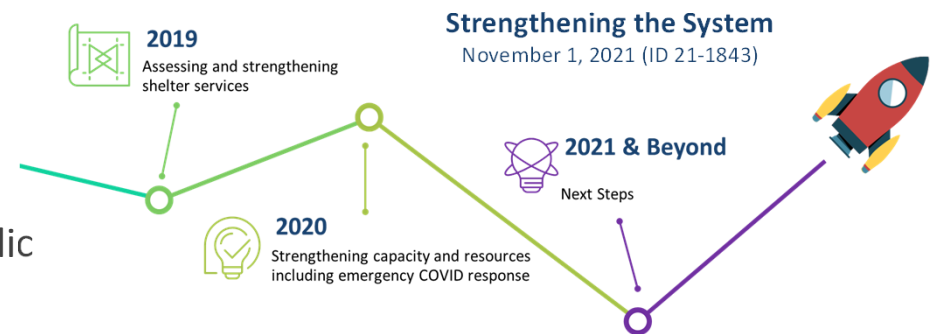 Strengthening the System
November 1, 2021 (ID 21-1843)
2019
Assessing and strengthening
shelter services
2021 & Beyond
Next Steps
2020
Strengthening capacity and resources
including emergency COVID response